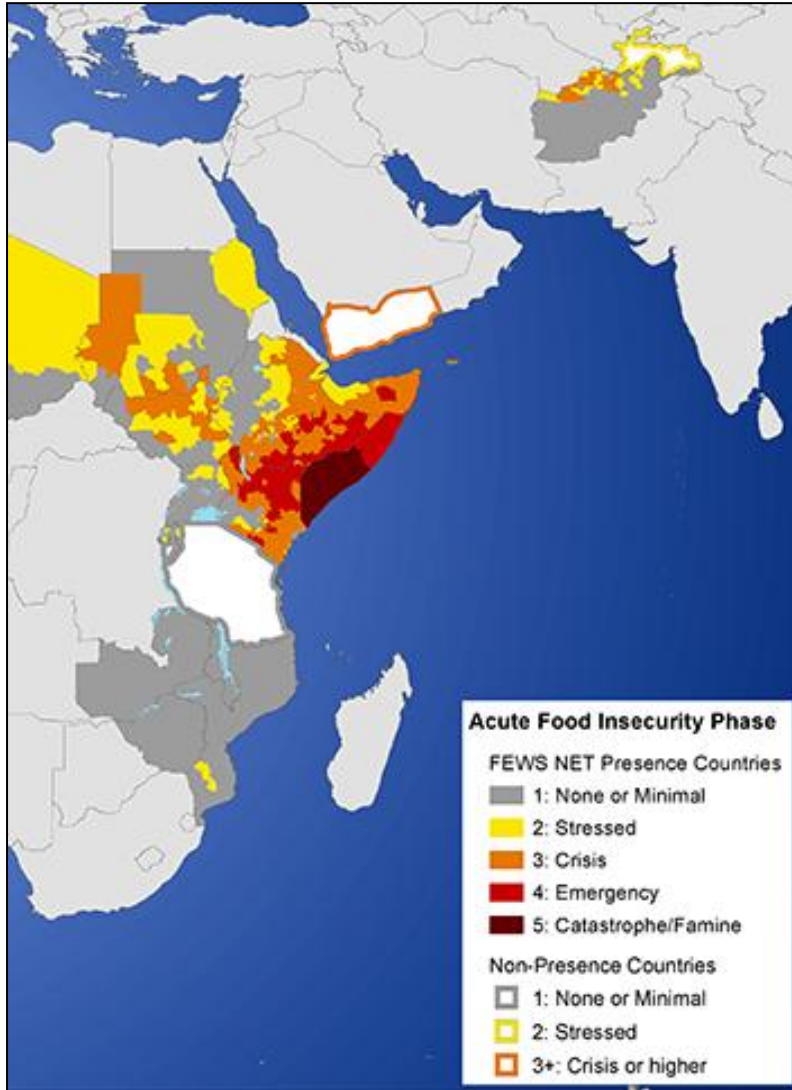 Acute Food Insecurity Phase
FEWS NET Presence Countries
1: None or Minimal
2: Stressed
3: Crisis
4: Emergency
5: Catastrophe/Famine
Non-Presence Countries
1: None or Minimal
2: Stressed
3+: Crisis or higher